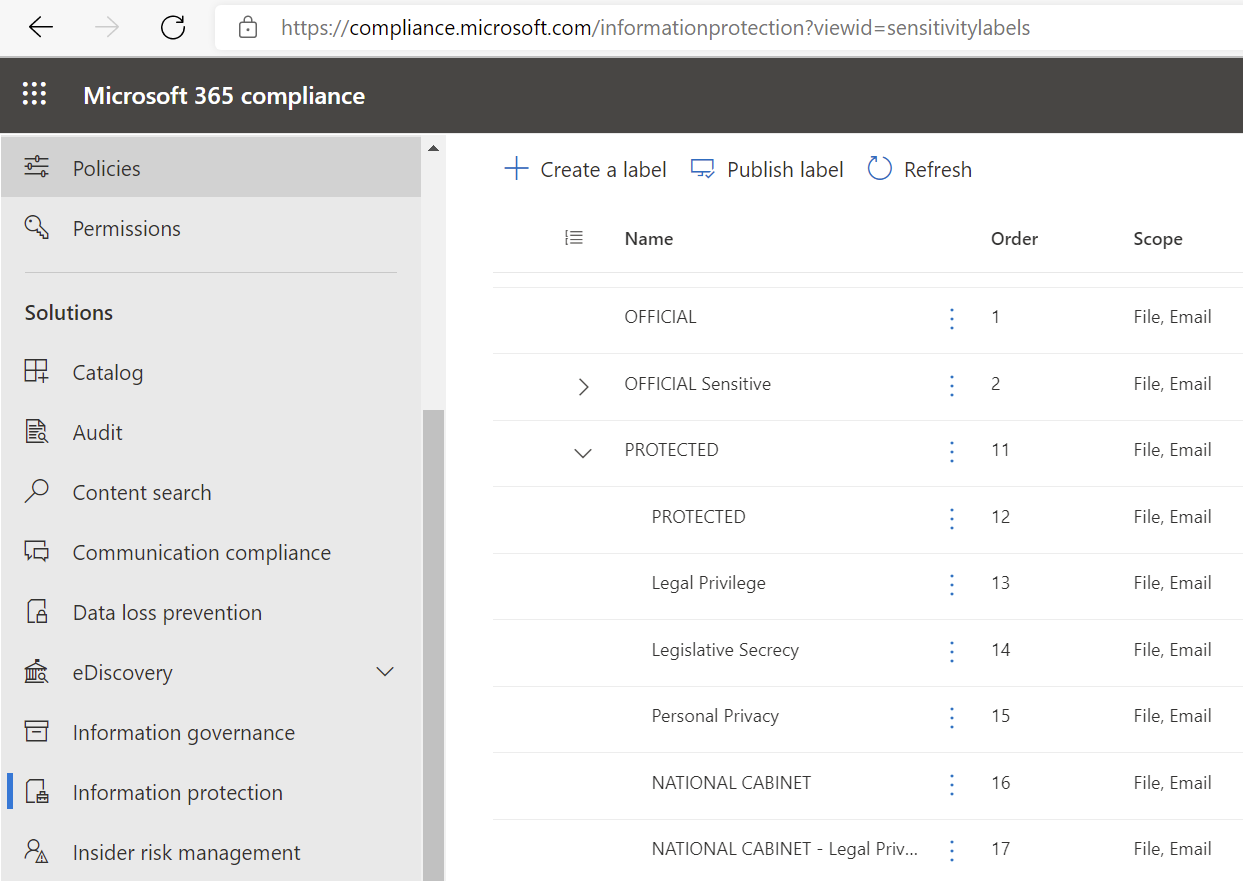 https://compliance.microsoft.com/informationprotection?viewid=sensitivitylabels
Microsoft 365 compliance
Policies
Permissions
Solutions
Catalog
Audit
Content search
Communication compliance
Data loss prevention
eDiscovery
Information governance
Information protection
Insider risk management
Create a label Publish label Refresh
Name Order Scope
OFFICIAL 1 File, Email
OFFICIAL Sensitive 2 File, Email
PROTECTED 11 File, Email
PROTECTED 12 File, Email
Legal Privilege 13 File, Email
Legislative Secrecy 14 File, Email
Personal Privacy 15 File, Email
NATIONAL CABINET 16 File, Email
NATIONAL CABINET - Legal Priv... 17 File, Email